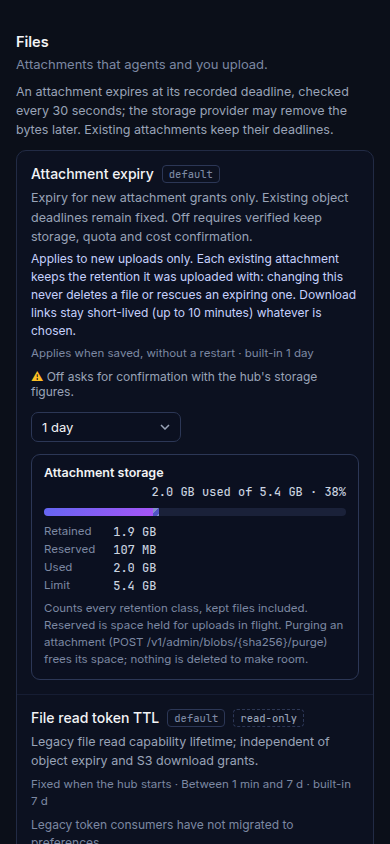 Files
Attachments that agents and you upload.
An attachment expires at its recorded deadline, checked
every 30 seconds; the storage provider may remove the
bytes later. Existing attachments keep their deadlines.
Attachment expiry default
Expiry for new attachment grants only. Existing object
deadlines remain fixed. Off requires verified keep
storage, quota and cost confirmation.
Applies to new uploads only. Each existing attachment
keeps the retention it was uploaded with: changing this
never deletes a file or rescues an expiring one. Download
links stay short-lived (up to 10 minutes) whatever is
chosen.
Applies when saved, without a restart · built-in 1 day
⚠ Off asks for confirmation with the hub's storage
figures.
1 day
Attachment storage
2.0 GB used of 5.4 GB · 38%
Retained 1.9 GB
Reserved 107 MB
Used 2.0 GB
Limit 5.4 GB
Counts every retention class, kept files included.
Reserved is space held for uploads in flight. Purging an
attachment (POST /v1/admin/blobs/{sha256}/purge)
frees its space; nothing is deleted to make room.
File read token TTL default read-only
Legacy file read capability lifetime; independent of
object expiry and S3 download grants.
Fixed when the hub starts · Between 1 min and 7 d · built-in
7 d
Legacy token consumers have not migrated to
preferences